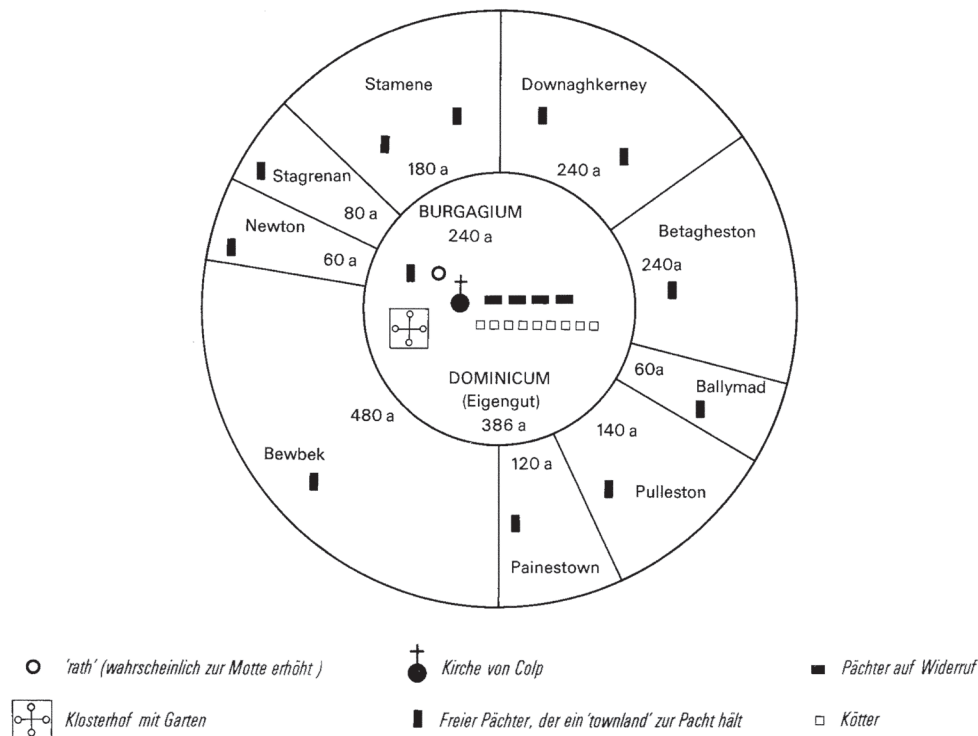 Stamene
Downaghkerney
180 a
240 a
Stagrenan
80 a
Newton
60 a
BURGAGIUM
240 a
Betagheston
240a
60a
Ballymad
DOMINICUM
(Eigengut)
386 a
480 a
140 a
Bewbek
120 a
Pulleston
Painestown
'rath' (wahrscheinlich zur Motte erhöht )
Kirche von Colp
Pächter auf Widerruf
Klosterhof mit Garten
Freier Pächter, der ein 'townland' zur Pacht hält
Kötter